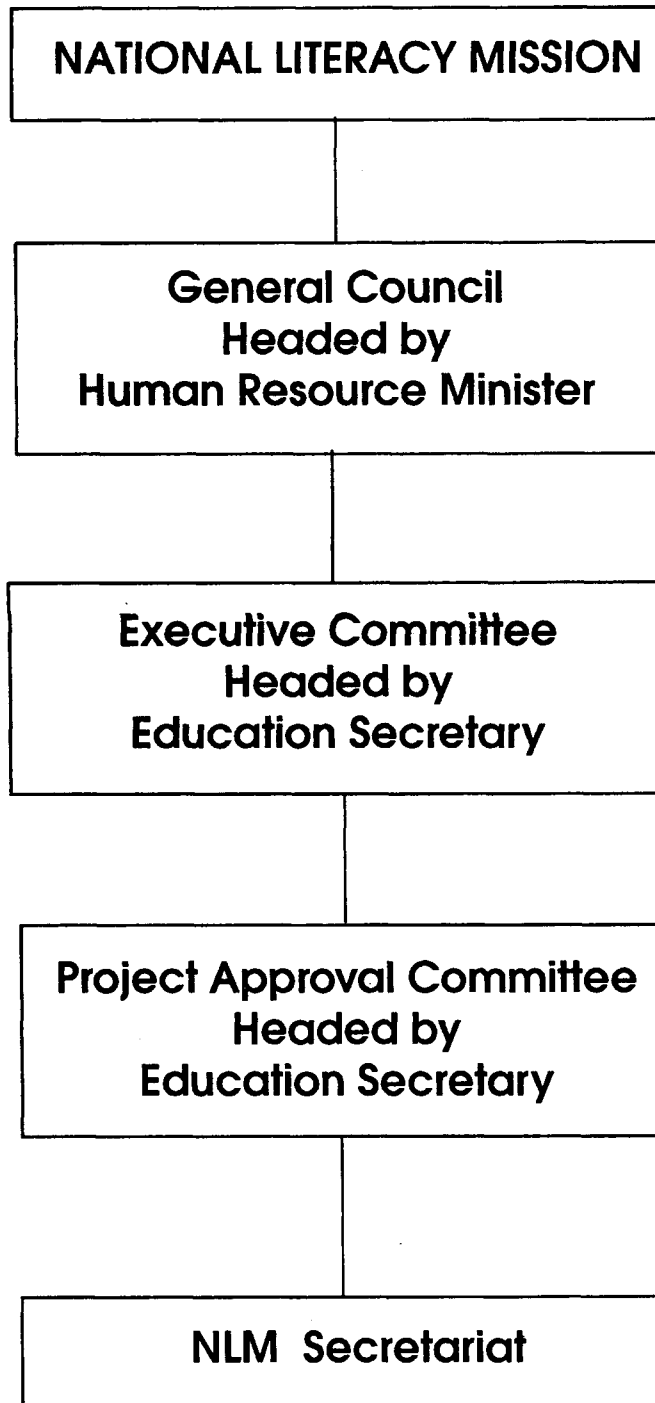 NATIONAL LITERACY MISSION
General Council
Headed by
Human Resource Minister
Executive Committee
Headed by
Education Secretary
Project Approval Committee
Headed by
Education Secretary
NLM Secretariat